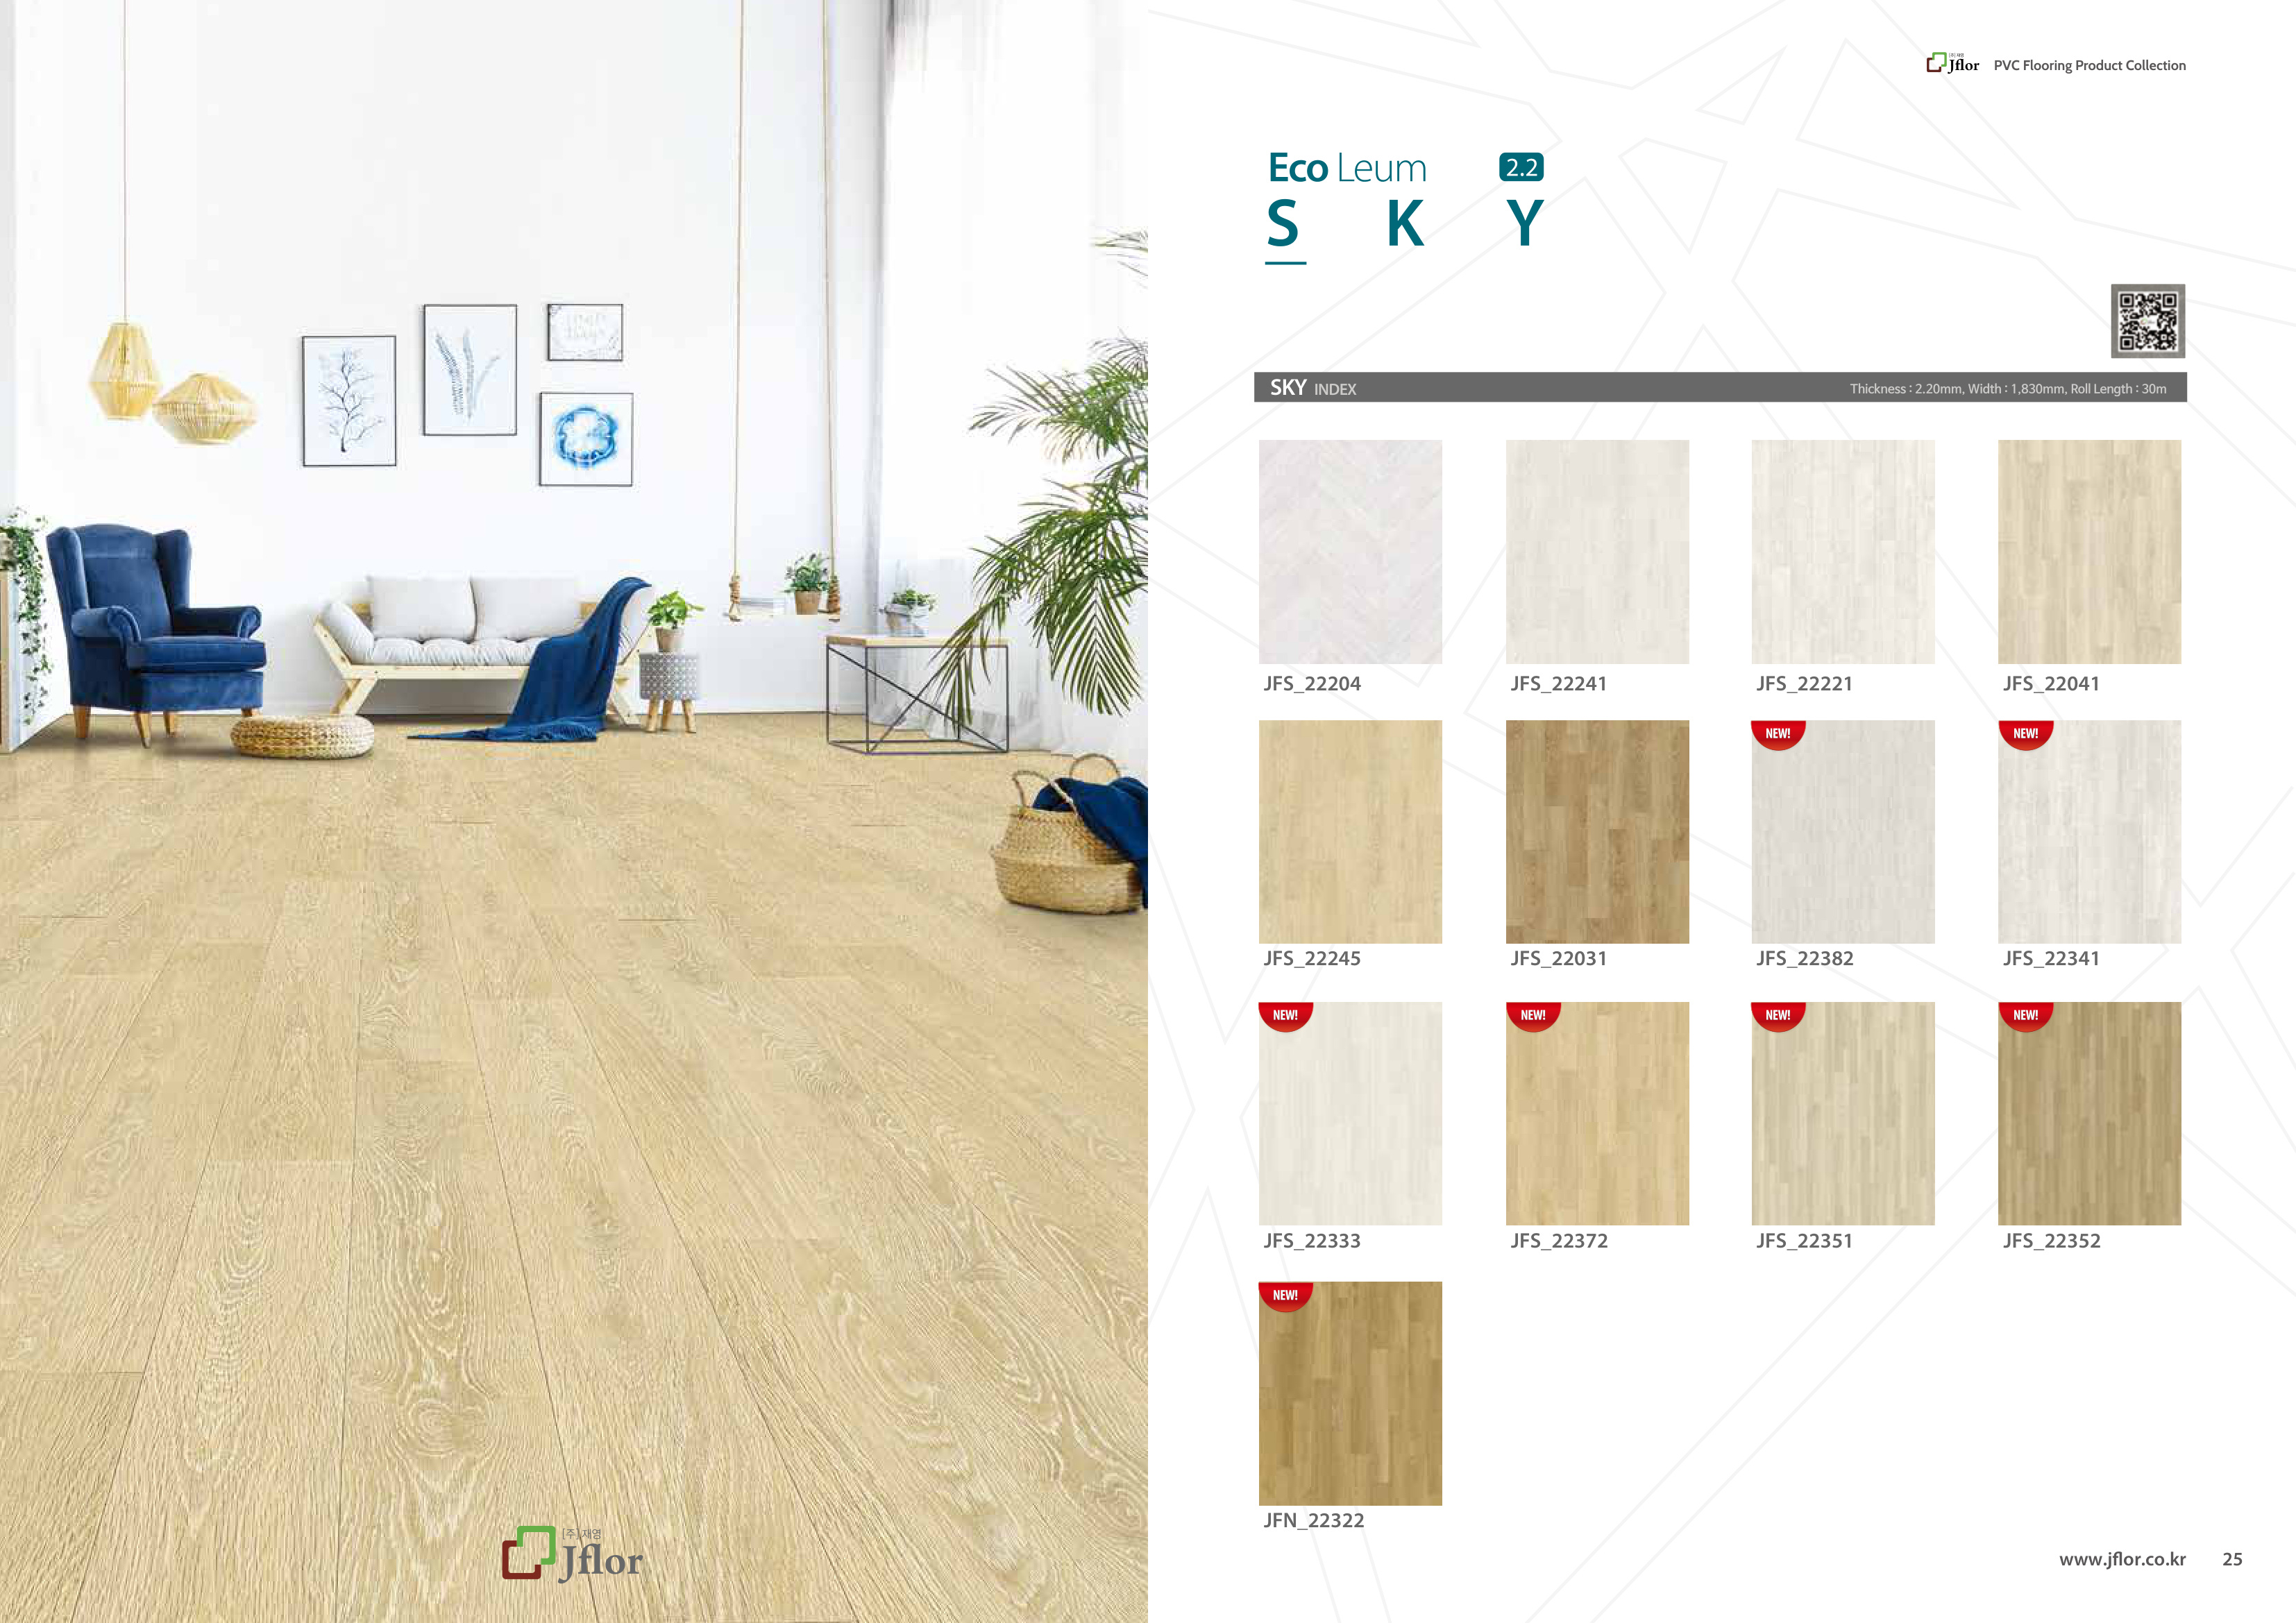 [주]재영
Jflor
Jflor PVC Flooring Product Collection
Eco Leum 2.2
SKY
SKY INDEX
Thickness : 2.20mm, Width : 1,830mm, Roll Length : 30m
JFS_22204
JFS_22241
JFS_22221
JFS_22041
NEW!
NEW!
JFS_22245
JFS_22031
JFS_22382
JFS_22341
NEW!
NEW!
NEW!
NEW!
JFS_22333
JFS_22372
JFS_22351
JFS_22352
NEW!
JFN_22322
www.jflor.co.kr 25